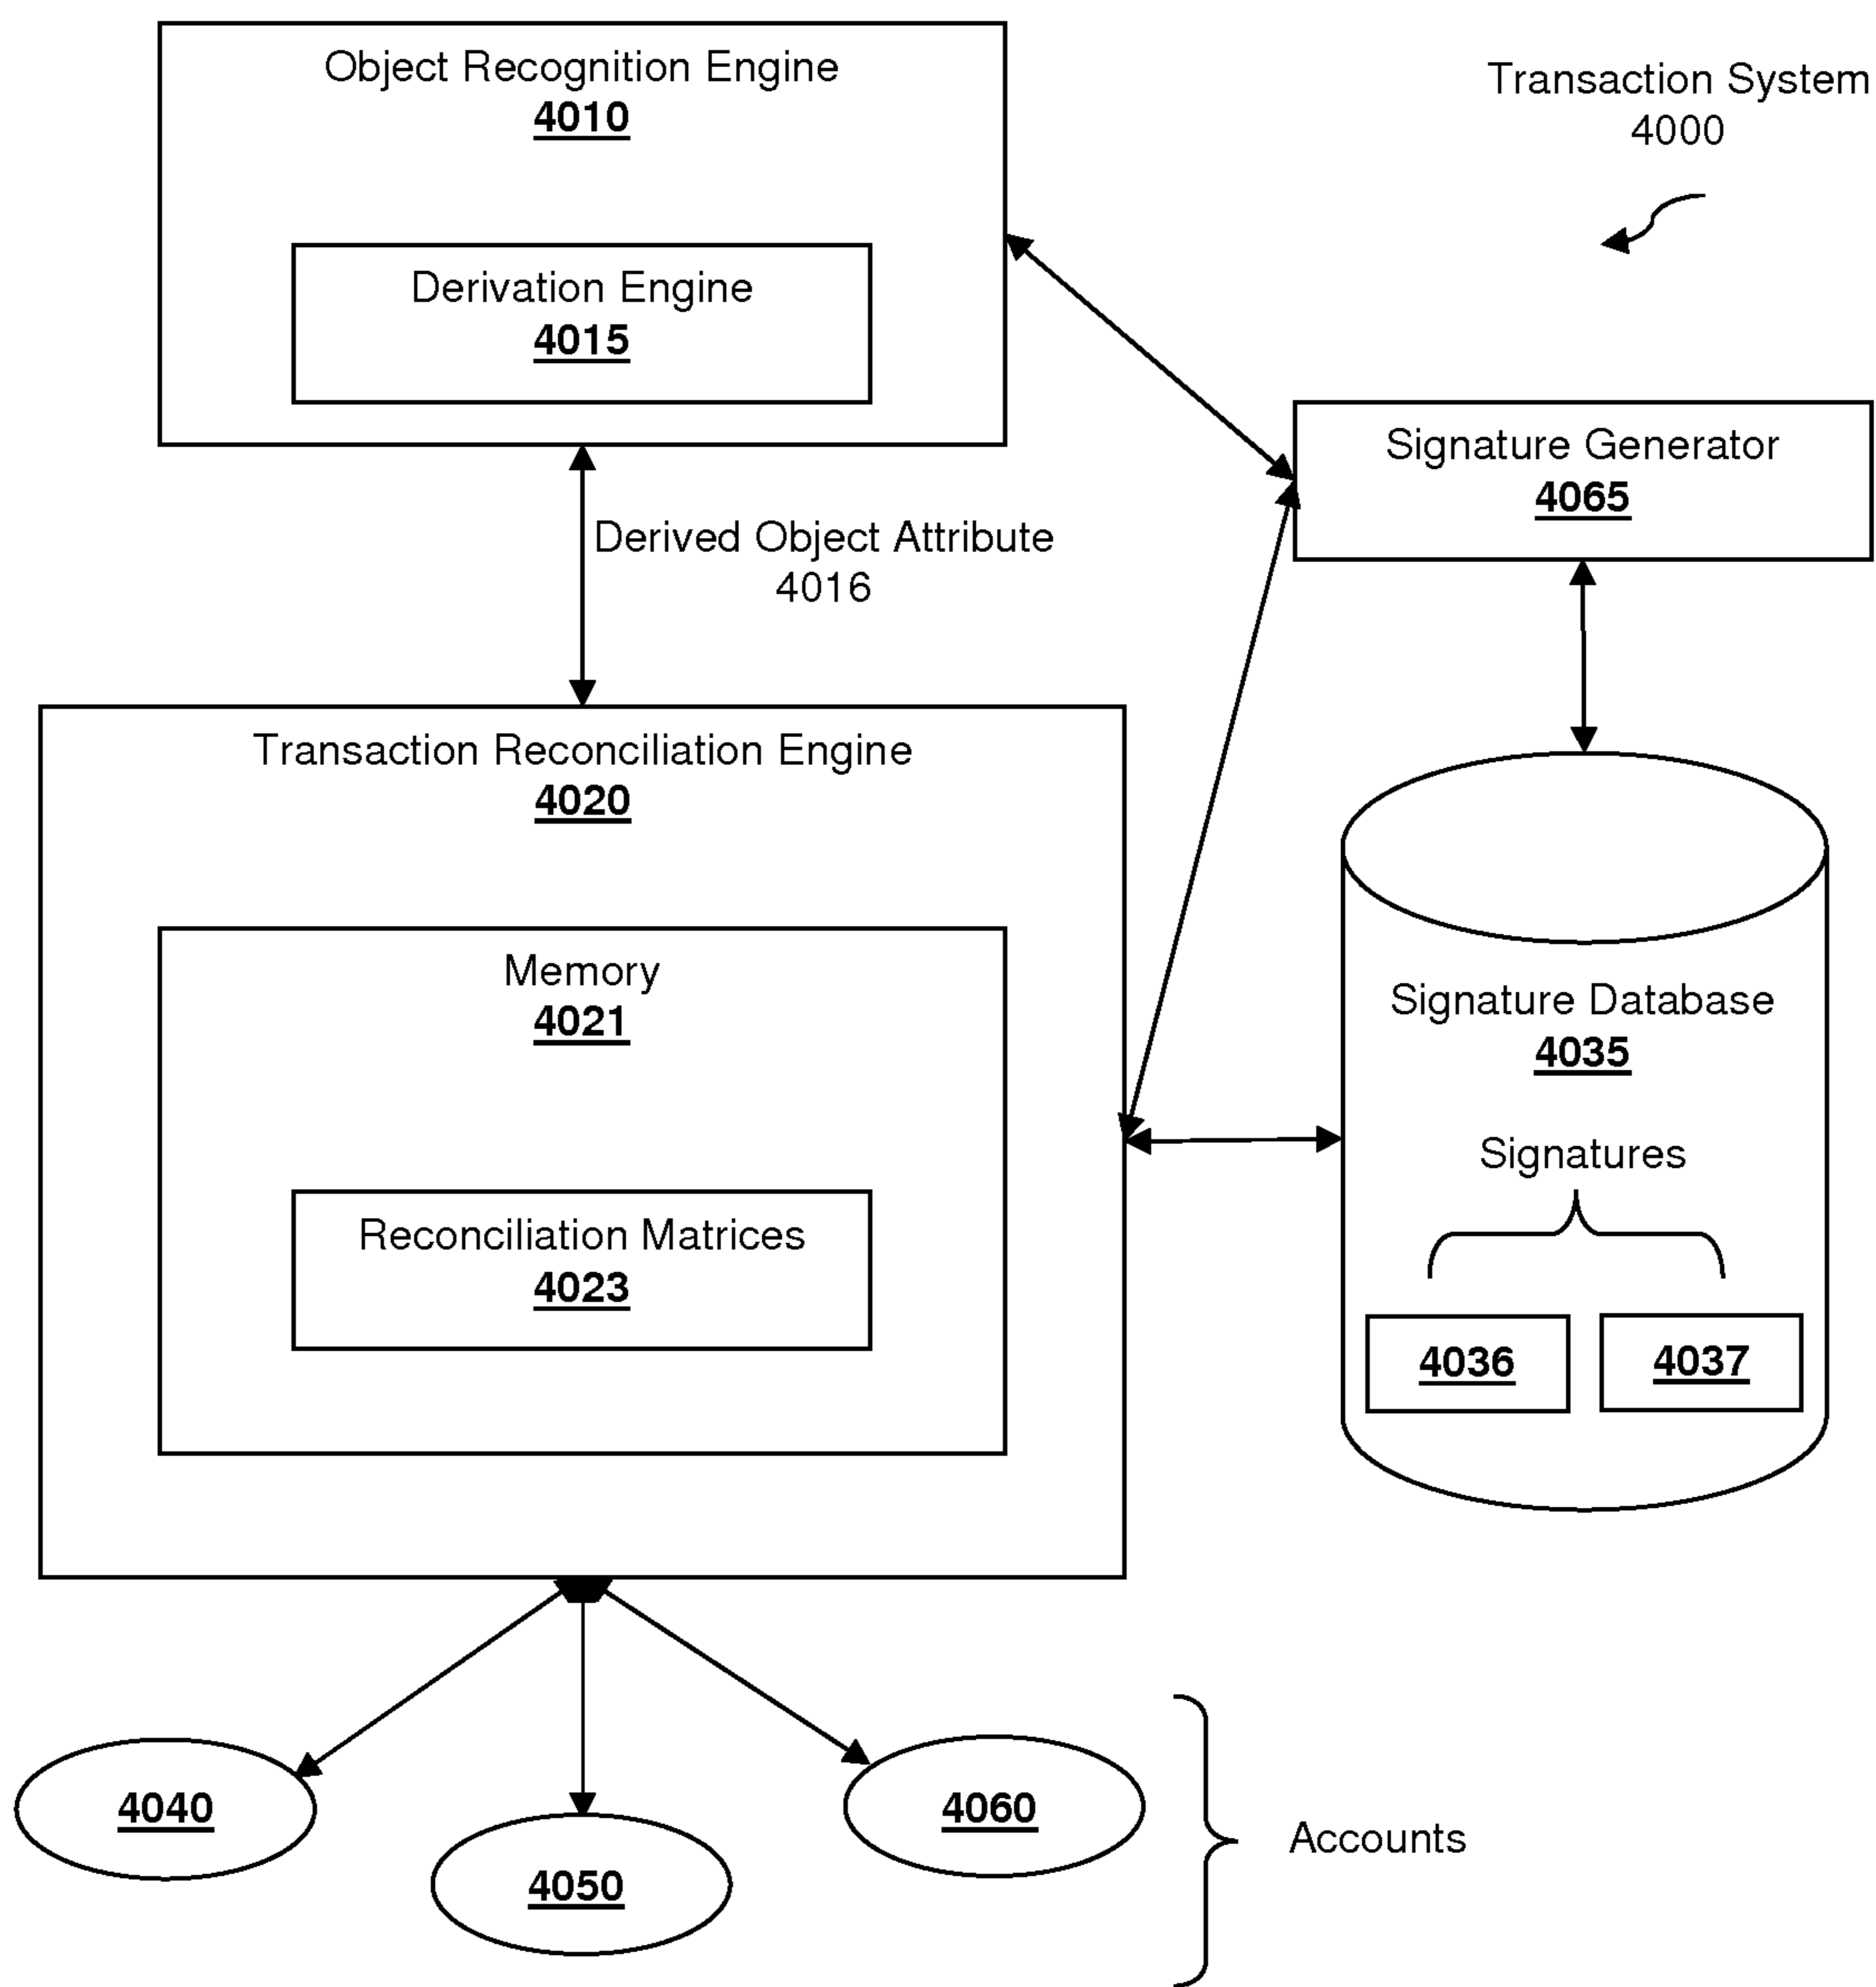 Object Recognition Engine
4010
Transaction System
4000
Derivation Engine
4015
Signature Generator
4065
Derived Object Attribute
4016
Transaction Reconciliation Engine
4020
Memory
4021
Signature Database
4035
Signatures
Reconciliation Matrices
4023
4036
4037
4040
4050
4060
Accounts